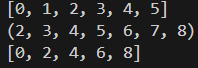 [0, 1, 2, 3, 4, 5]
(2, 3, 4, 5, 6, 7, 8)
[0, 2, 4, 6, 8]